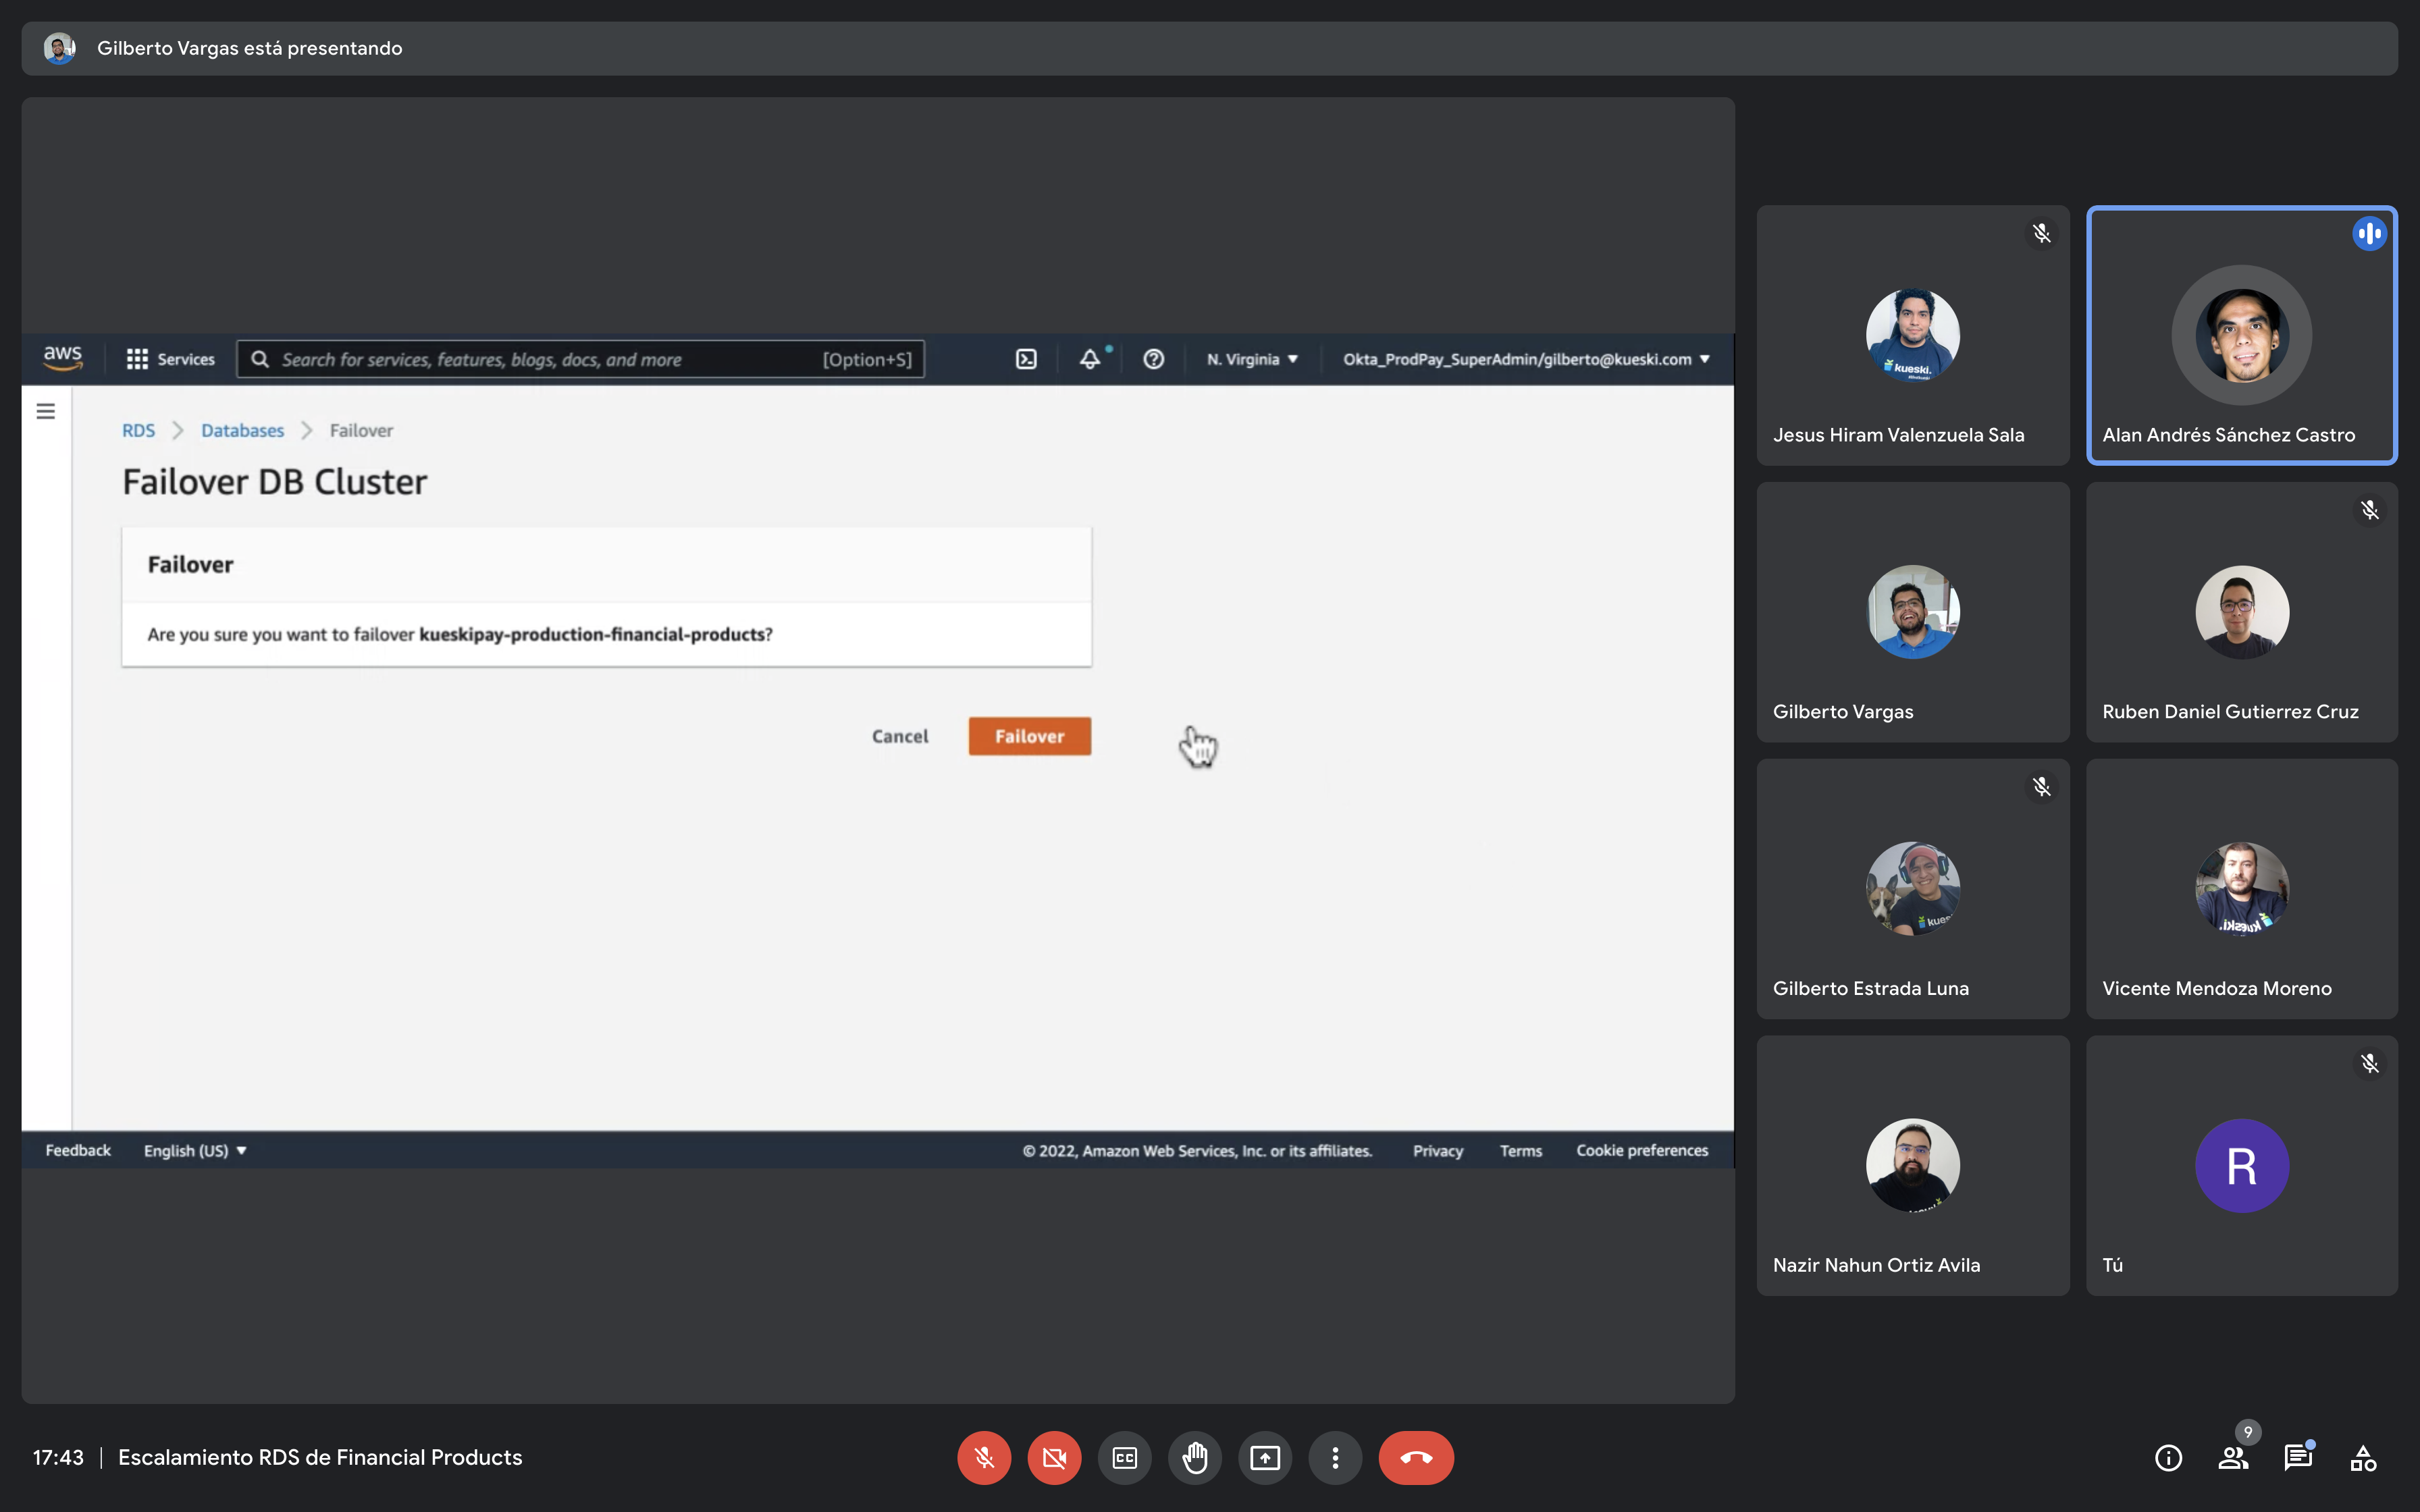 Gilberto Vargas está presentando
aws
Services
Search for services, features, blogs, docs, and more
[Option+S]
N. Virginia
Okta_ProdPay_SuperAdmin/gilberto@kueski.com
RDS
Databases
Failover
Failover DB Cluster
Failover
Are you sure you want to failover kueskipay-production-financial-products?
Cancel
Failover
Feedback
English (US)
© 2022, Amazon Web Services, Inc. or its affiliates.
Privacy
Terms
Cookie preferences
kueski.
Jesus Hiram Valenzuela Sala
Alan Andrés Sánchez Castro
Gilberto Vargas
Ruben Daniel Gutierrez Cruz
kues
Gilberto Estrada Luna
kueski.
Vicente Mendoza Moreno
Nazir Nahun Ortiz Avila
R
Tú
17:43
Escalamiento RDS de Financial Products
CC
9